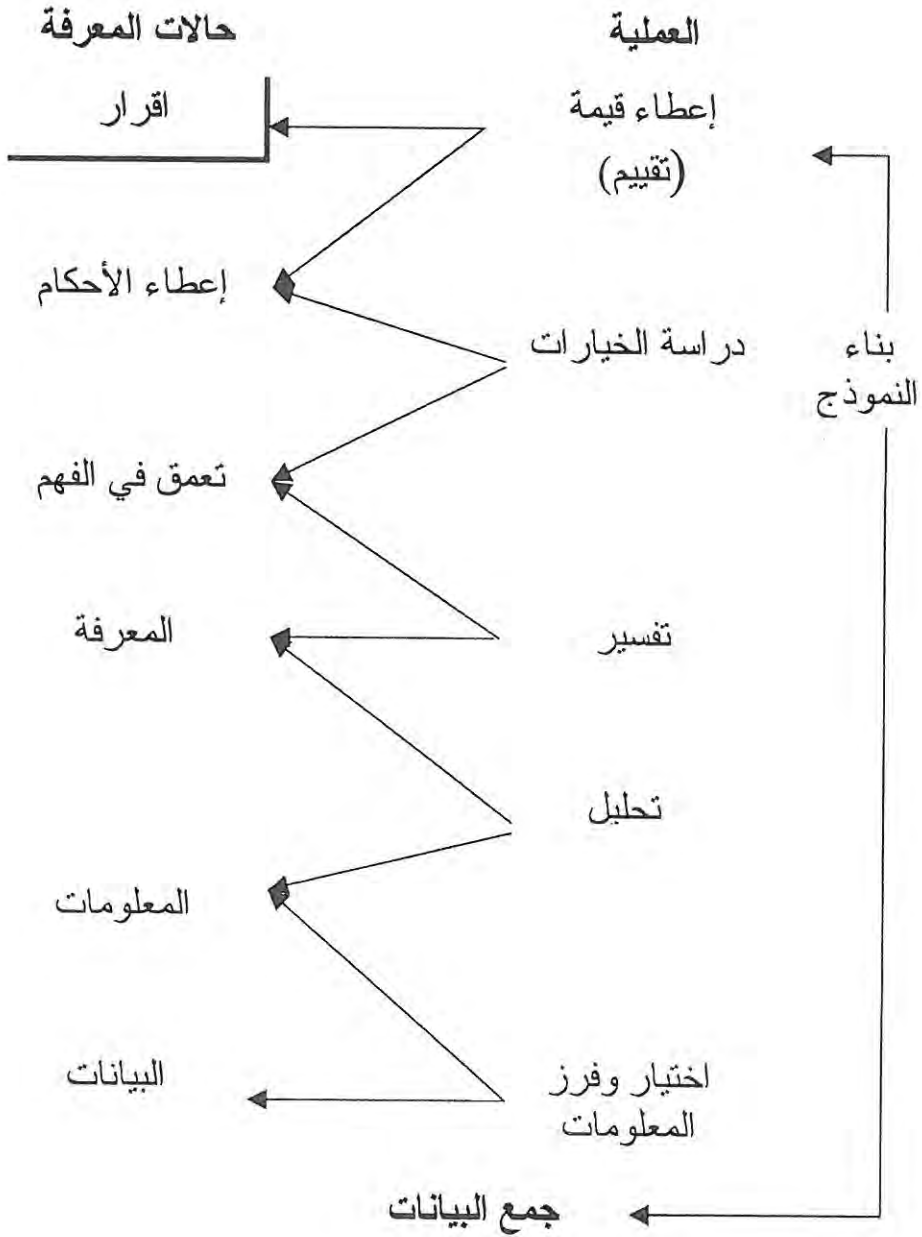 العملية
حالات المعرفة
إعطاء قيمة
(تقييم)
اقرار
إعطاء الأحكام
دراسة الخيارات
بناء
النموذج
تعمق في الفهم
تفسير
المعرفة
تحليل
المعلومات
اختيار وفرز
المعلومات
البيانات
جمع البيانات